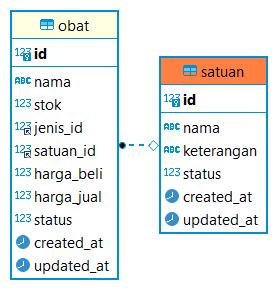 obat
123 id
ABC nama
123 stok
123 jenis_id
123 satuan_id
123 harga_beli
123 harga_jual
123 status
created_at
updated_at
satuan
123 id
ABC nama
ABC keterangan
123 status
created_at
updated_at